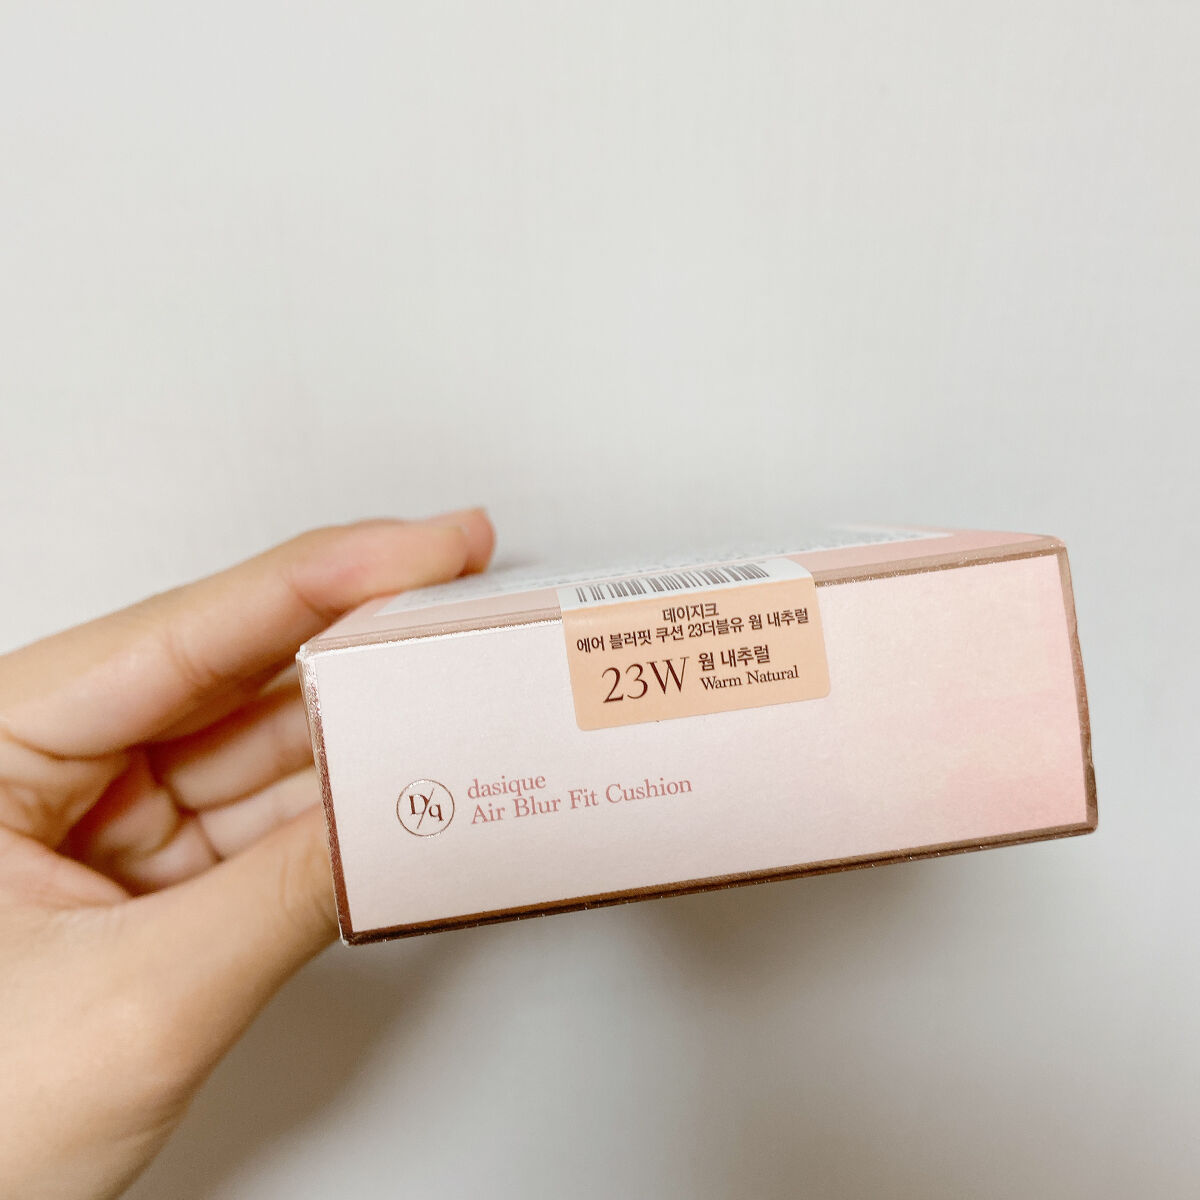 데이지크
에어 블러핏 쿠션 23더블유 웜 내추럴
23W 웜 내추럴
Warm Natural
D/q
dasique
Air Blur Fit Cushion